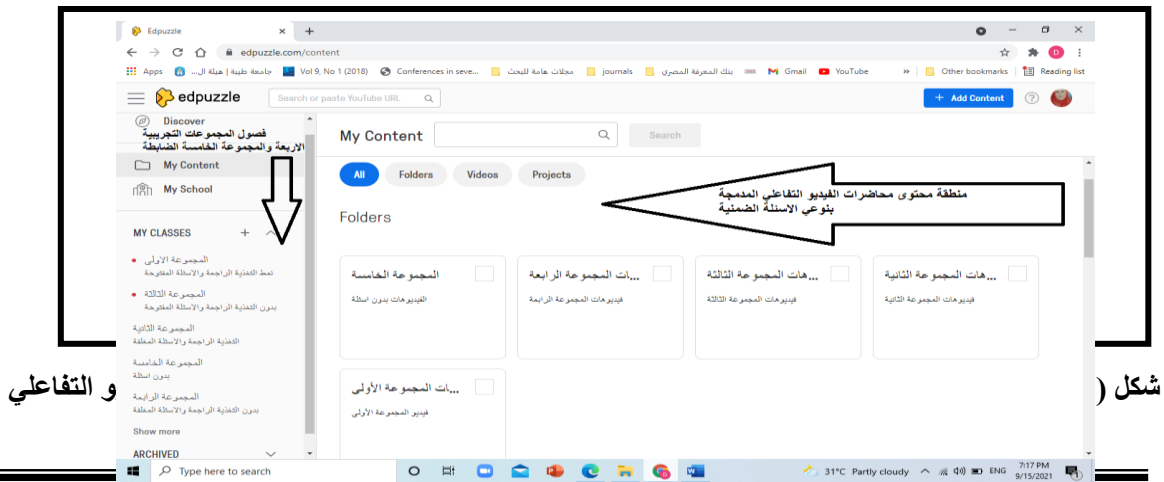 Edpuzzle
edpuzzle.com/content
Apps
جامعة طيبة | هيئة ال...
Vol 9, No 1 (2018)
Conferences in seve...
مجلات هامة للبحث
journals
بنك المعرفة المصري
Gmail
YouTube
»
Other bookmarks
Reading list
edpuzzle
Search or paste YouTube URL
+ Add Content
Discover
فصول المجموعات التجريبية
الاربعة والمجموعة الخامسة الضابطة
My Content
My School
MY CLASSES +
المجموعة الاولى
نمط التغذية الراجعة والاسئلة المفتوحة
المجموعة الثالثة
بدون التغذية الراجعة والاسئلة المفتوحة
المجموعة الثانية
التغذية الراجعة والاسئلة المغلقة
المجموعة الخامسة
بدون اسئلة
المجموعة الرابعة
بدون التغذية الراجعة والاسئلة المغلقة
Show more
ARCHIVED
My Content
Search
All
Folders
Videos
Projects
منطقة محتوى محاضرات الفيديو التفاعلي المدمجة
بنوعي الاسئلة الضمنية
Folders
المجموعة الخامسة
الفيديوهات بدون اسئلة
...ات المجموعة الرابعة
فيديوهات المجموعة الرابعة
...هات المجموعة الثالثة
فيديوهات المجموعة الثالثة
...هات المجموعة الثانية
فيديوهات المجموعة الثانية
...ات المجموعة الأولى
فيديو المجموعة الأولى
شكل (
و التفاعلي
Type here to search
31°C Partly cloudy
ENG
7:17 PM
9/15/2021